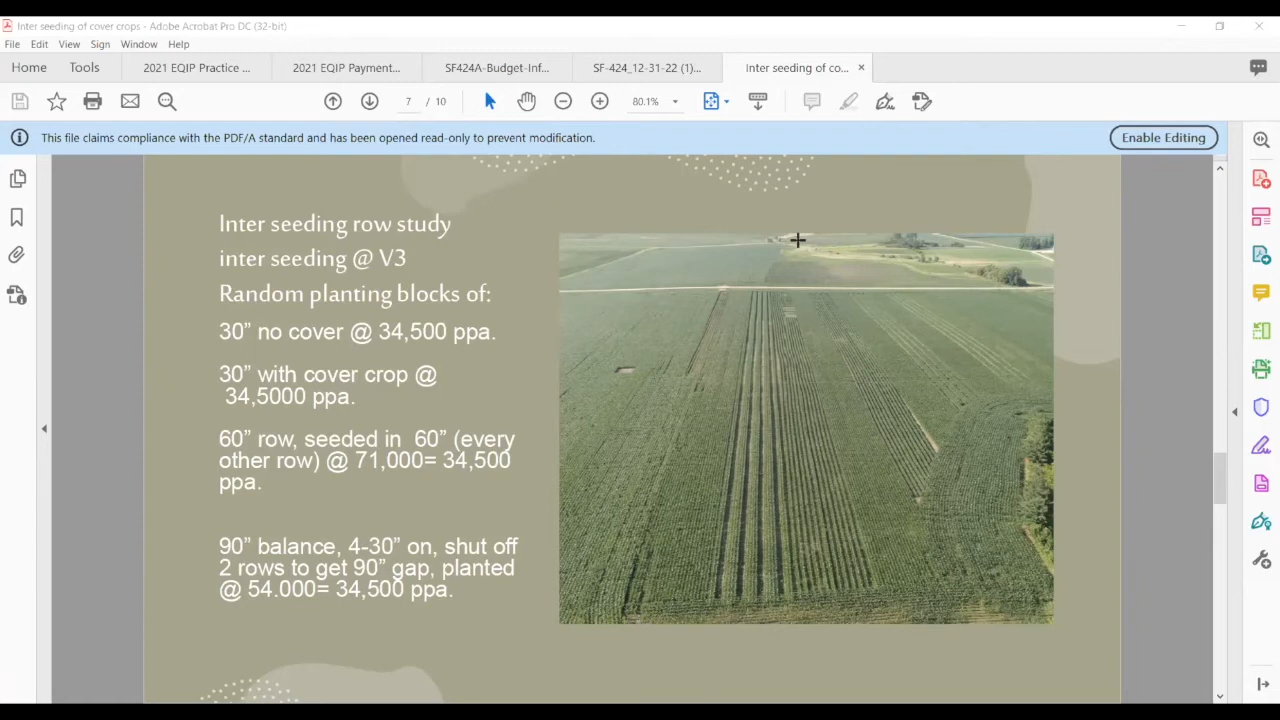 Inter seeding of cover crops - Adobe Acrobat Pro DC (32-bit)
File Edit View Sign Window Help
Home Tools 2021 EQIP Practice ... 2021 EQIP Payment... SF424A-Budget-Inf... SF-424_12-31-22 (1)... Inter seeding of co... ×
7 / 10 80.1%
This file claims compliance with the PDF/A standard and has been opened read-only to prevent modification. Enable Editing
Inter seeding row study
inter seeding @ V3
Random planting blocks of:
30” no cover @ 34,500 ppa.
30” with cover crop @
34,5000 ppa.
60” row, seeded in 60” (every
other row) @ 71,000= 34,500
ppa.
90” balance, 4-30” on, shut off
2 rows to get 90” gap, planted
@ 54.000= 34,500 ppa.